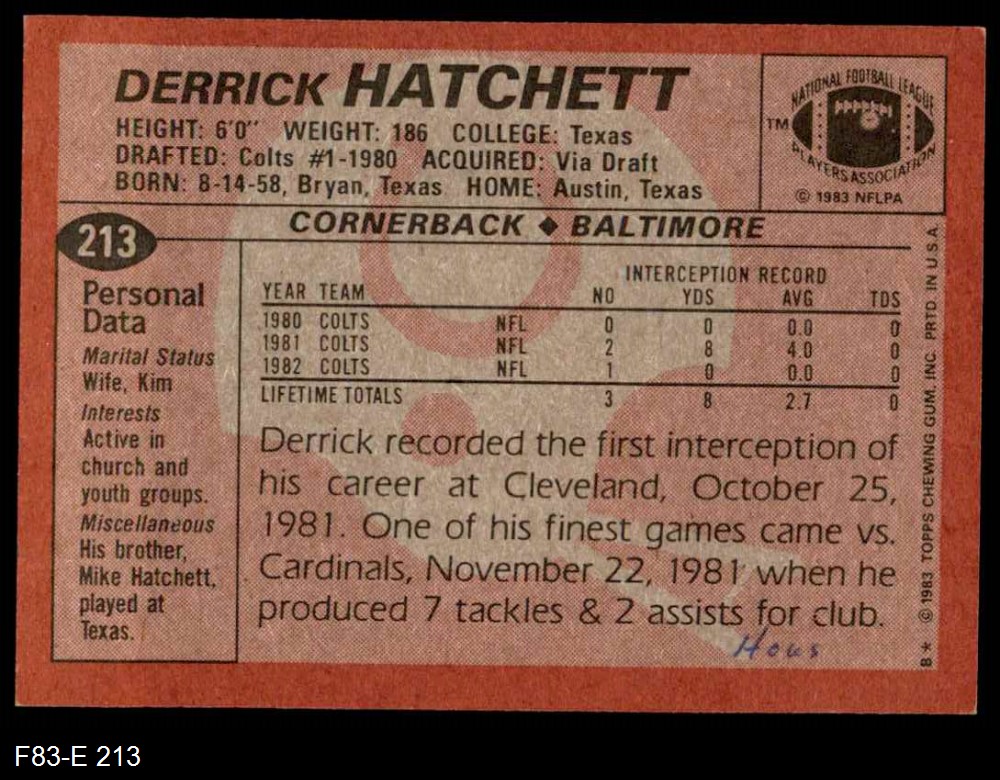 DERRICK HATCHETT
HEIGHT: 6'0" WEIGHT: 186 COLLEGE: Texas
DRAFTED: Colts #1-1980 ACQUIRED: Via Draft
BORN: 8-14-58, Bryan, Texas HOME: Austin, Texas
NATIONAL FOOTBALL LEAGUE
TM
PLAYERS ASSOCIATION
© 1983 NFLPA
213
CORNERBACK ♦ BALTIMORE
Personal
Data
Marital Status
Wife, Kim
Interests
Active in
church and
youth groups.
Miscellaneous
His brother,
Mike Hatchett,
played at
Texas.
INTERCEPTION RECORD
YEAR TEAM NO YDS AVG TDS
1980 COLTS NFL 0 0 0.0 0
1981 COLTS NFL 2 8 4.0 0
1982 COLTS NFL 1 0 0.0 0
LIFETIME TOTALS 3 8 2.7 0
Derrick recorded the first interception of
his career at Cleveland, October 25,
1981. One of his finest games came vs.
Cardinals, November 22, 1981 when he
produced 7 tackles & 2 assists for club.
Hous
B* © 1983 TOPPS CHEWING GUM, INC. PRTD. IN U.S.A.
F83-E 213